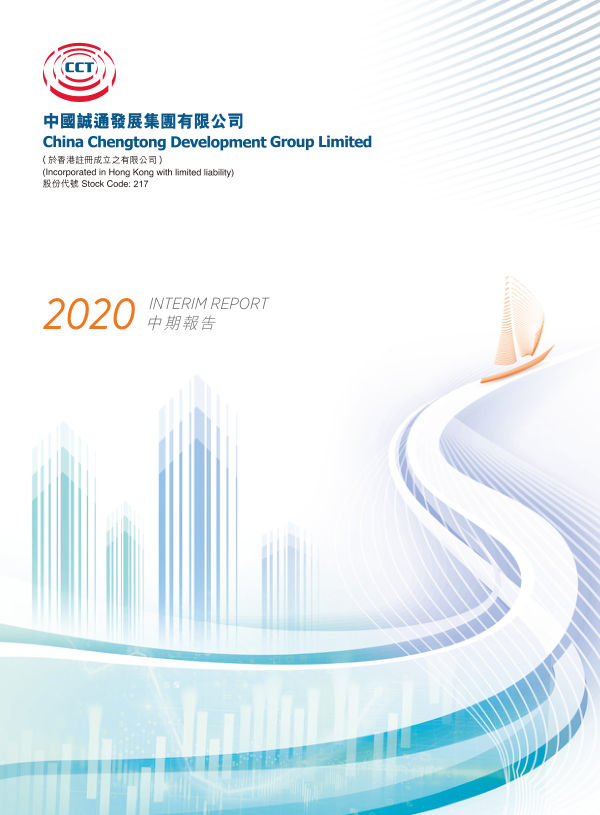 CCT
中國誠通發展集團有限公司
China Chengtong Development Group Limited
(於香港註冊成立之有限公司)
(Incorporated in Hong Kong with limited liability)
股份代號 Stock Code: 217
2020 INTERIM REPORT
中期報告